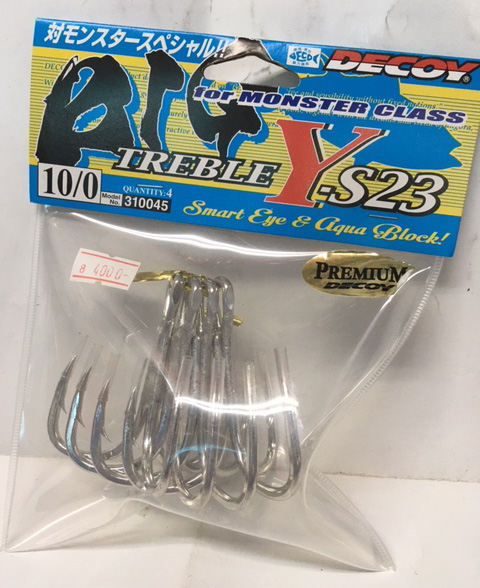 対モンスタースペシャル!!
DECOY®
BIG
for MONSTER CLASS
TREBLE Y-S23
10/0
Model No. 310045
QUANTITY:4
Smart Eye & Aqua Block!
PREMIUM
DECOY
4000-